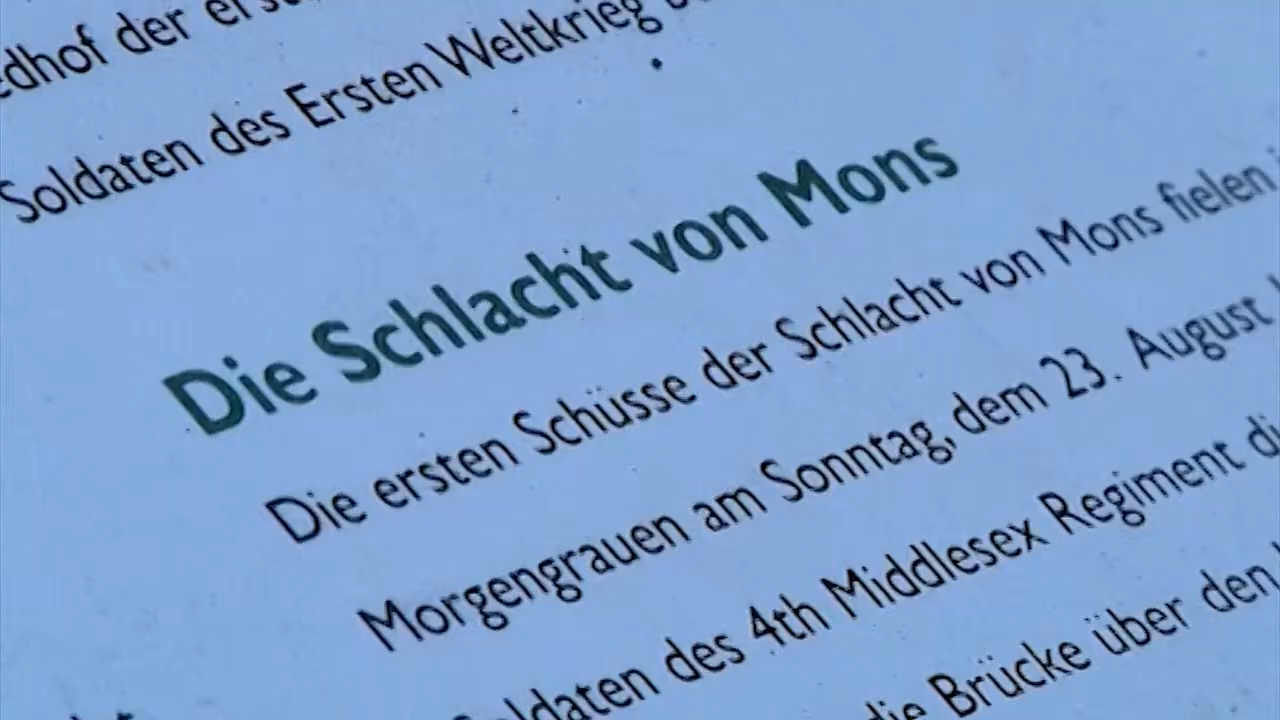 der
Soldaten des Ersten Weltkrieg
Die Schlacht von Mons
Die ersten Schüsse der Schlacht von Mons fielen
Morgengrauen am Sonntag, dem 23. August
des 4th Middlesex Regiment
die Brücke über den